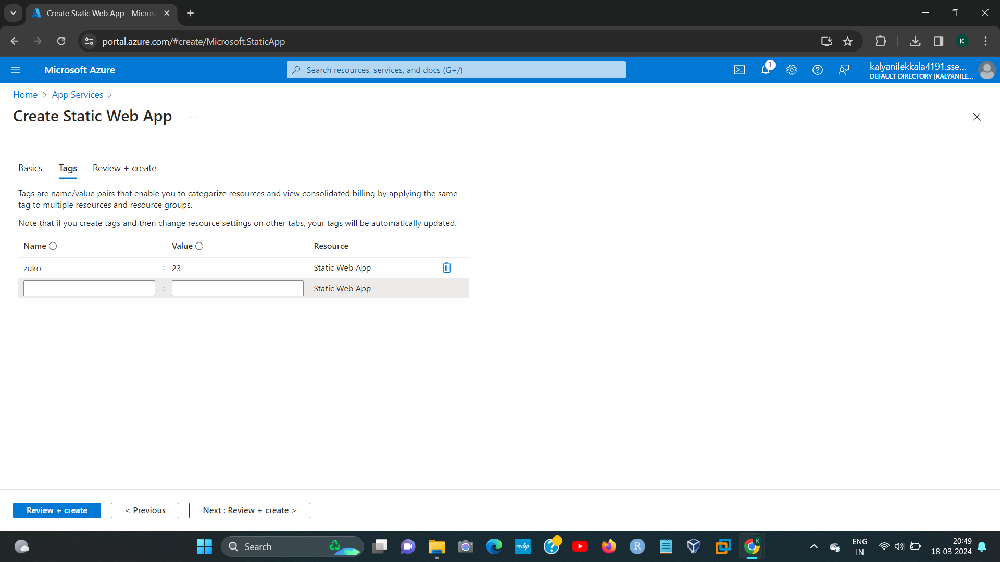 Create Static Web App - Micros
portal.azure.com/#create/Microsoft.StaticApp
K
Microsoft Azure
Search resources, services, and docs (G+/)
1
kalyanilekkala4191.sse...
DEFAULT DIRECTORY (KALYANILE...
Home > App Services >
Create Static Web App ...
Basics Tags Review + create
Tags are name/value pairs that enable you to categorize resources and view consolidated billing by applying the same
tag to multiple resources and resource groups.
Note that if you create tags and then change resource settings on other tabs, your tags will be automatically updated.
Name Value Resource
zuko : 23 Static Web App
: Static Web App
Review + create < Previous Next : Review + create >
Search
myhp
R
K
ENG
IN
20:49
18-03-2024